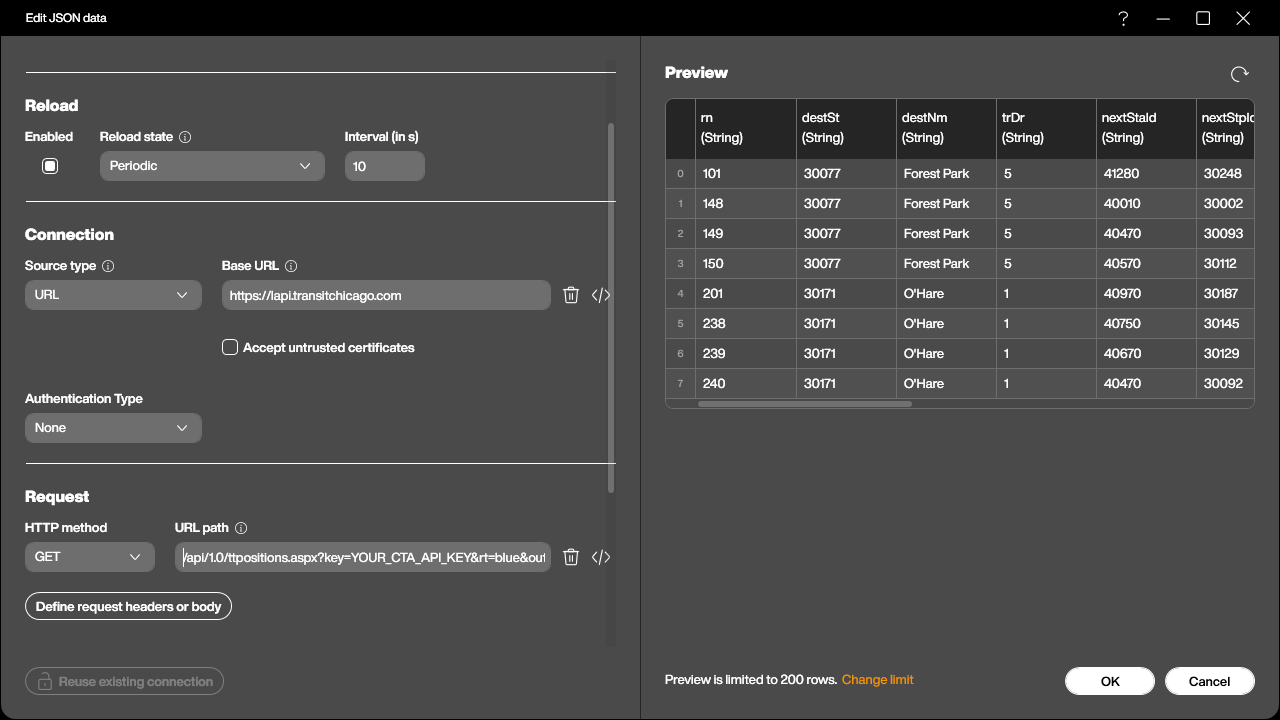 Edit JSON data
Reload
Enabled Reload state Interval (in s)
Periodic 10
Connection
Source type Base URL
URL https://lapi.transitchicago.com
Accept untrusted certificates
Authentication Type
None
Request
HTTP method URL path
GET /api/1.0/ttpositions.aspx?key=YOUR_CTA_API_KEY&rt=blue&out
Define request headers or body
Reuse existing connection
Preview
rn destSt destNm trDr nextStaId nextStpId
(String) (String) (String) (String) (String) (String)
0 101 30077 Forest Park 5 41280 30248
1 148 30077 Forest Park 5 40010 30002
2 149 30077 Forest Park 5 40470 30093
3 150 30077 Forest Park 5 40570 30112
4 201 30171 O'Hare 1 40970 30187
5 238 30171 O'Hare 1 40750 30145
6 239 30171 O'Hare 1 40670 30129
7 240 30171 O'Hare 1 40470 30092
Preview is limited to 200 rows. Change limit
OK Cancel